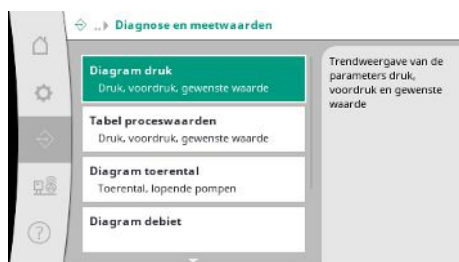 ..▸ Diagnose en meetwaarden
Diagram druk
Druk, voordruk, gewenste waarde
Tabel proceswaarden
Druk, voordruk, gewenste waarde
Diagram toerental
Toerental, lopende pompen
Diagram debiet
Trendweergave van de
parameters druk,
voordruk en gewenste
waarde